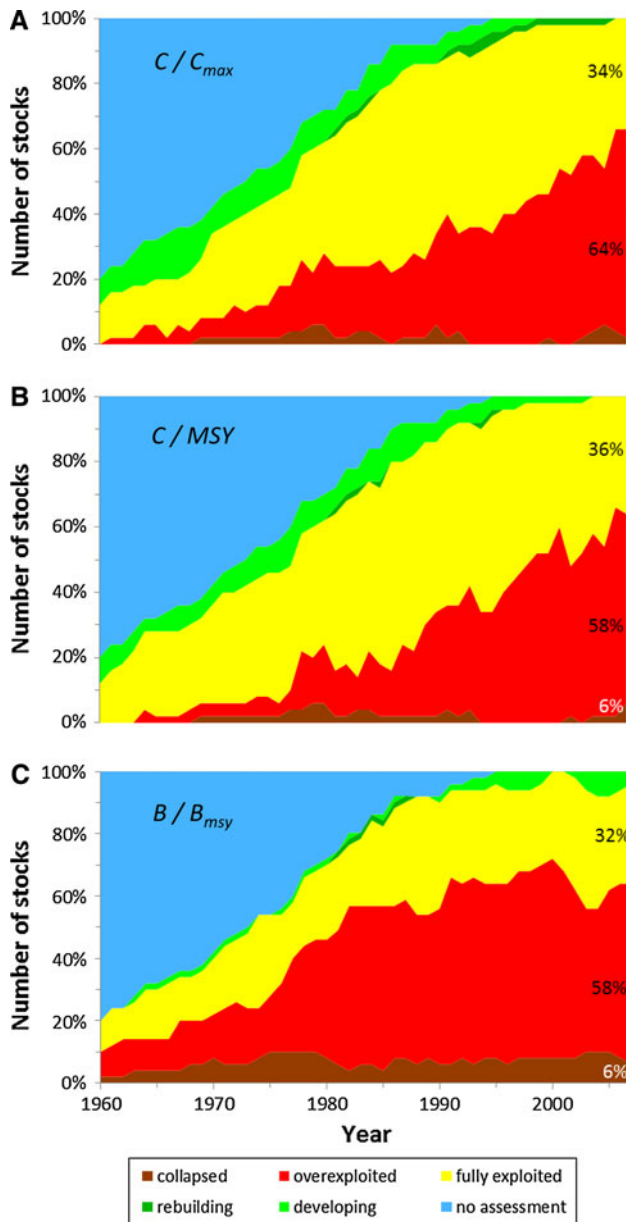 A
C / Cmax
Number of stocks
100%
80%
60%
40%
20%
0%
34%
64%
B
C / MSY
Number of stocks
100%
80%
60%
40%
20%
0%
36%
58%
6%
C
B / Bmsy
Number of stocks
100%
80%
60%
40%
20%
0%
32%
58%
6%
1960 1970 1980 1990 2000
Year
collapsed overexploited fully exploited
rebuilding developing no assessment